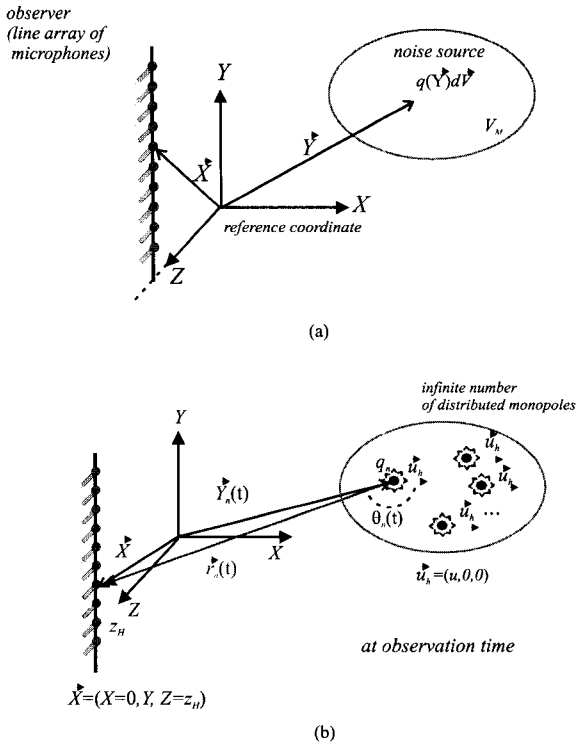 observer
(line array of
microphones)
noise source
q(Y)dV
V_M
Y
Y
X
X
reference coordinate
Z
(a)
infinite number
of distributed monopoles
Y
q_n
u_h
u_h
u_h
u_h
...
Y_n(t)
θ_n(t)
X
X
r_n(t)
u_h=(u,0,0)
Z
z_H
at observation time
X=(X=0,Y, Z=z_H)
(b)